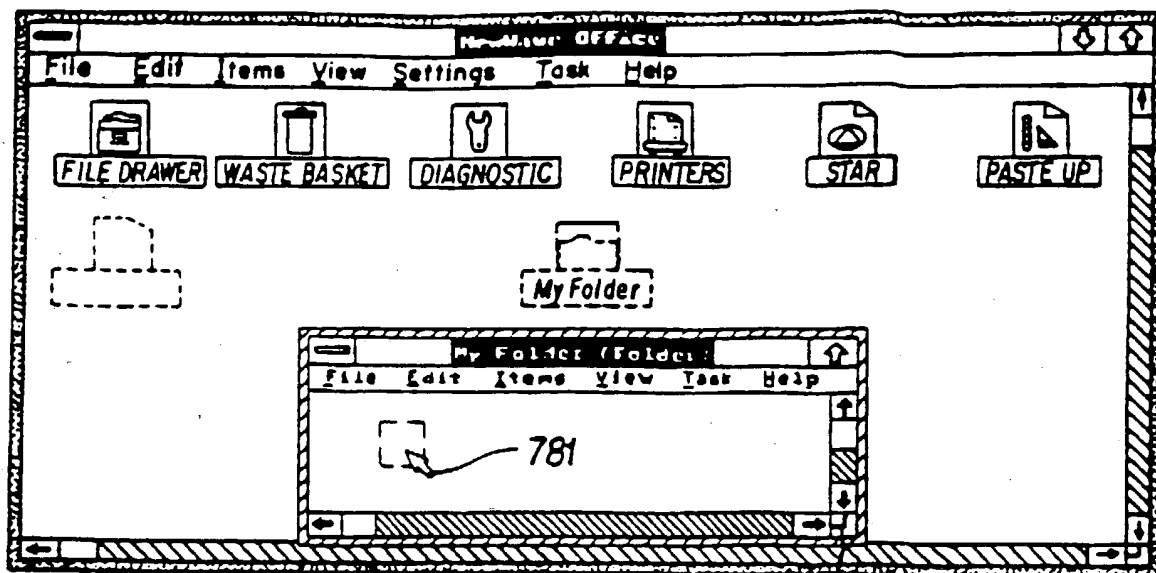 NewWave Office
File Edit Items View Settings Task Help
FILE DRAWER WASTE BASKET DIAGNOSTIC PRINTERS STAR PASTE UP
My Folder
My Folder (Folder)
File Edit Items View Task Help
781